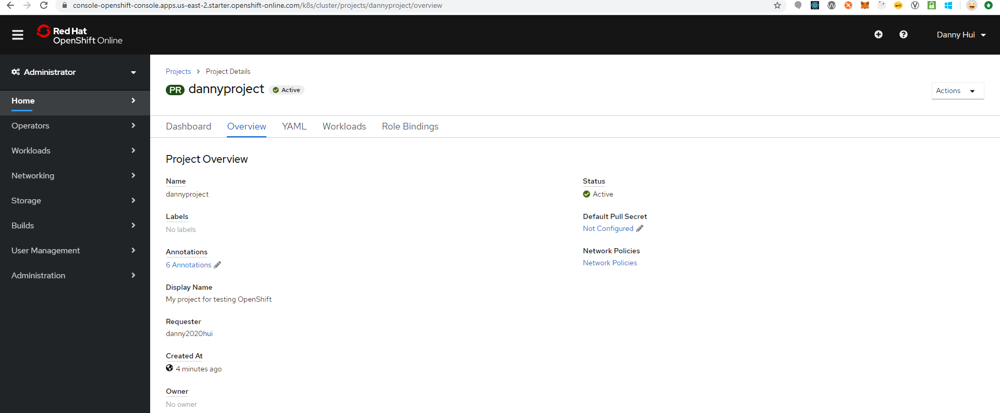 console-openshift-console.apps.us-east-2.starter.openshift-online.com/k8s/cluster/projects/dannyproject/overview
Red Hat
OpenShift Online
Danny Hui
Administrator
Home
Operators
Workloads
Networking
Storage
Builds
User Management
Administration
Projects > Project Details
PR dannyproject Active
Actions
Dashboard Overview YAML Workloads Role Bindings
Project Overview
Name
dannyproject
Labels
No labels
Annotations
6 Annotations
Display Name
My project for testing OpenShift
Requester
danny2020hui
Created At
4 minutes ago
Owner
No owner
Status
Active
Default Pull Secret
Not Configured
Network Policies
Network Policies